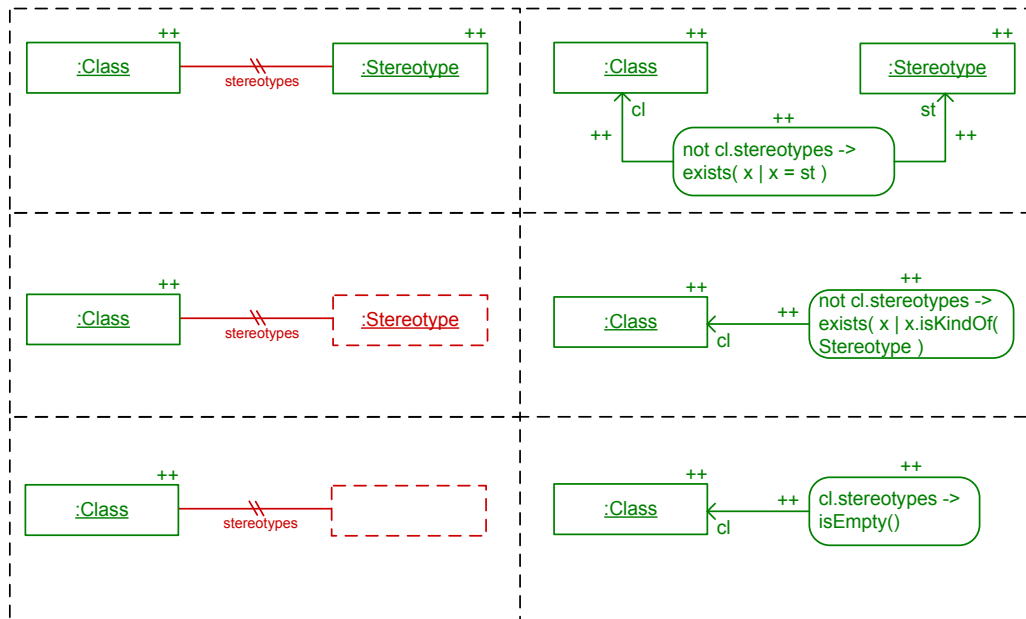 ++
++
:Class
:Stereotype
stereotypes
++
++
:Class
:Stereotype
cl
st
++
++
++
not cl.stereotypes ->
exists( x | x = st )
++
:Class
:Stereotype
stereotypes
++
++
:Class
cl
++
not cl.stereotypes ->
exists( x | x.isKindOf(
Stereotype )
++
:Class
stereotypes
++
++
:Class
cl
++
cl.stereotypes ->
isEmpty()